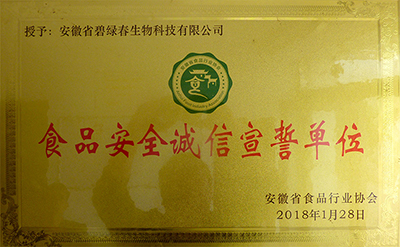 授予：安徽省碧绿春生物科技有限公司
食品安全诚信宣誓单位
安徽省食品行业协会
2018年1月28日